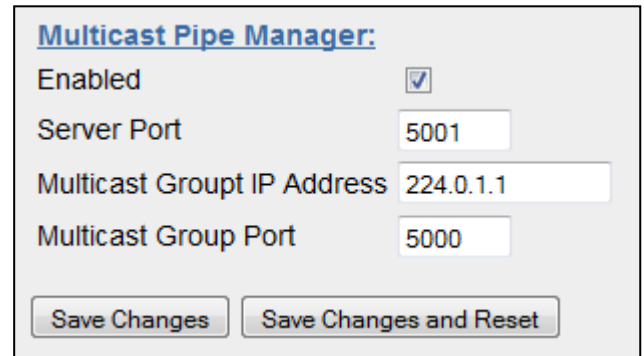 Multicast Pipe Manager:
Enabled
Server Port 5001
Multicast Groupt IP Address 224.0.1.1
Multicast Group Port 5000
Save Changes Save Changes and Reset